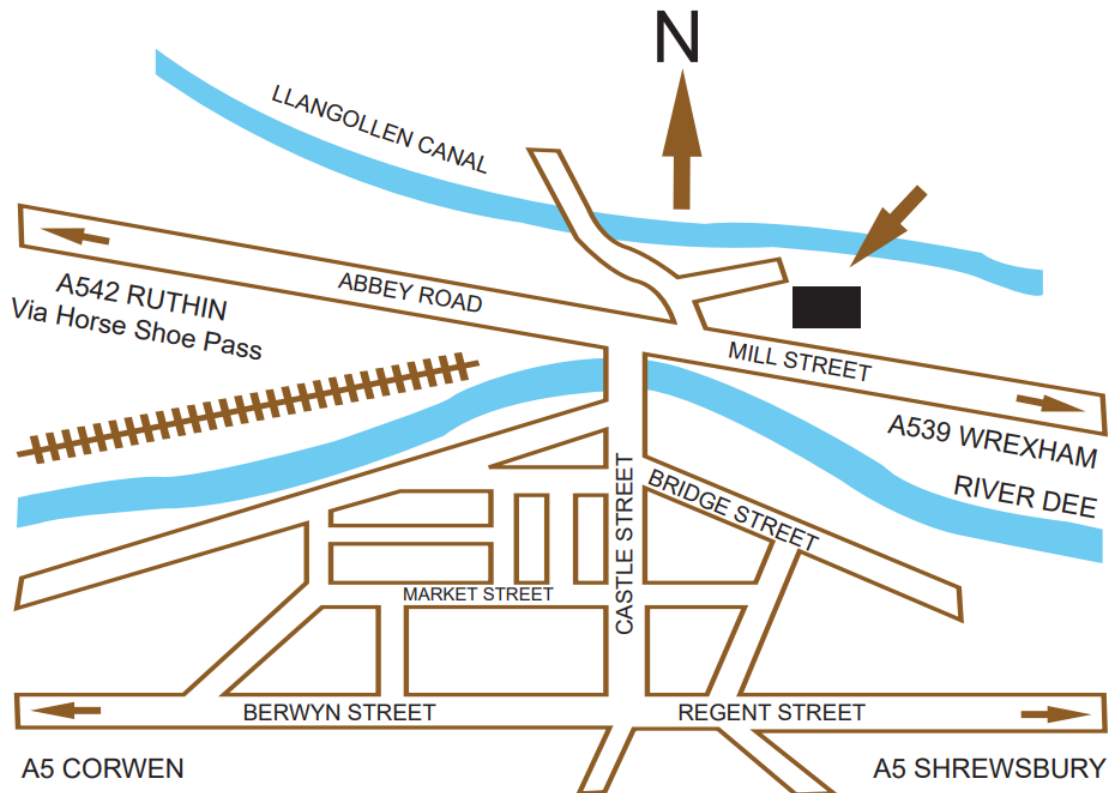 N
LLANGOLLEN CANAL
ABBEY ROAD
A542 RUTHIN
Via Horse Shoe Pass
MILL STREET
A539 WREXHAM
RIVER DEE
BRIDGE STREET
CASTLE STREET
MARKET STREET
BERWYN STREET
REGENT STREET
A5 CORWEN
A5 SHREWSBURY